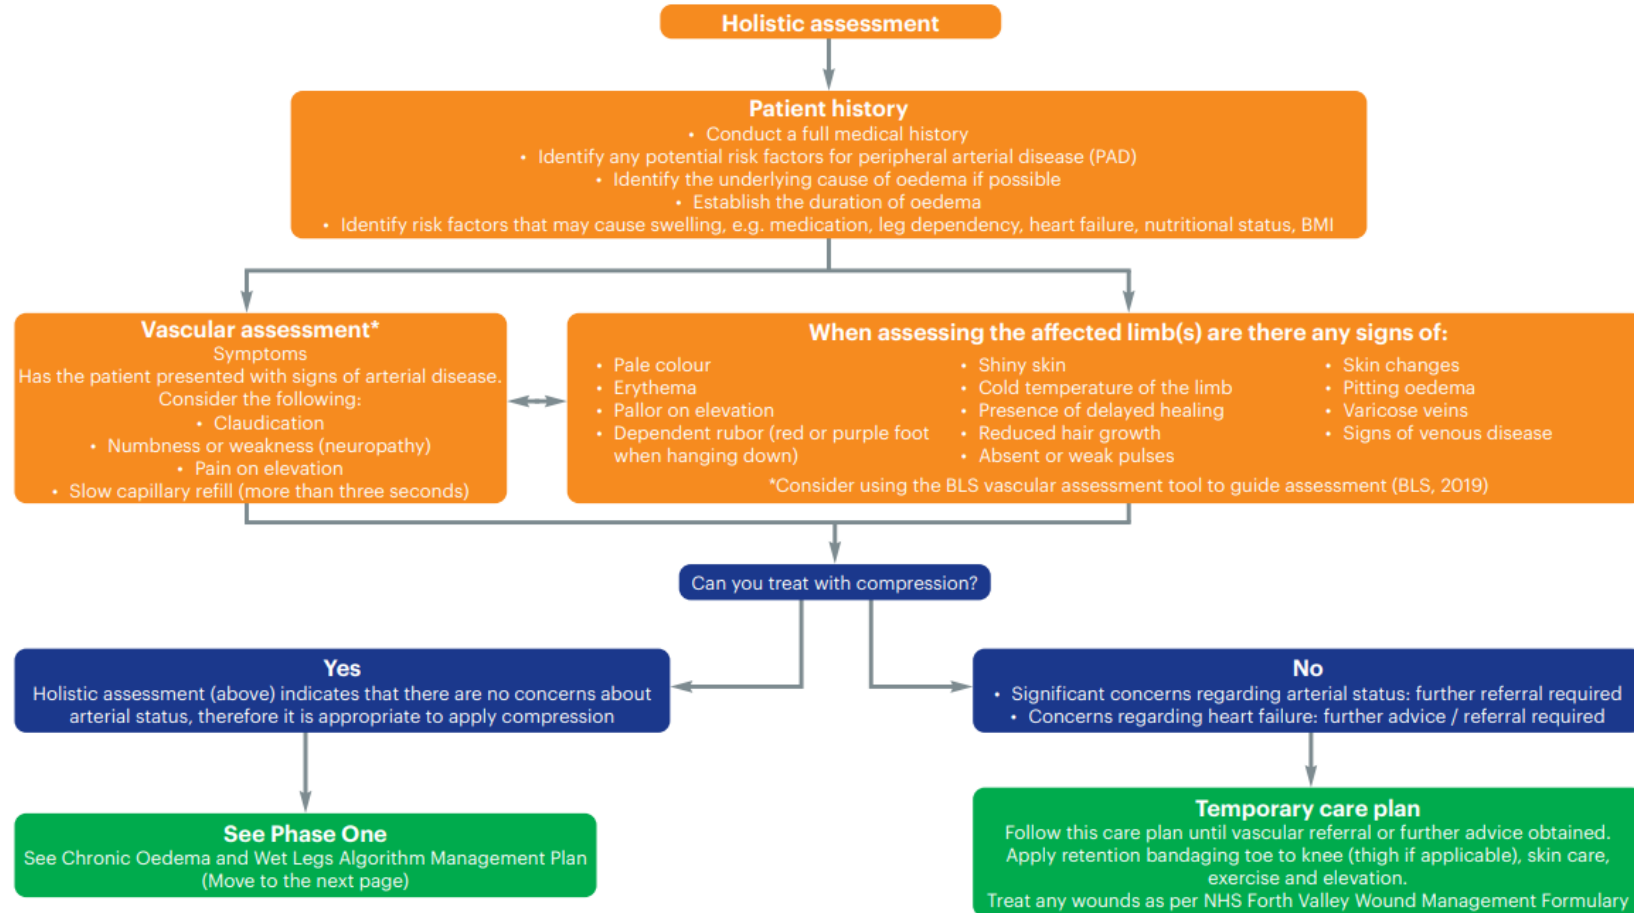 Holistic assessment
Patient history
• Conduct a full medical history
• Identify any potential risk factors for peripheral arterial disease (PAD)
• Identify the underlying cause of oedema if possible
• Establish the duration of oedema
• Identify risk factors that may cause swelling, e.g. medication, leg dependency, heart failure, nutritional status, BMI
Vascular assessment*
Symptoms
Has the patient presented with signs of arterial disease.
Consider the following:
• Claudication
• Numbness or weakness (neuropathy)
• Pain on elevation
• Slow capillary refill (more than three seconds)
When assessing the affected limb(s) are there any signs of:
• Pale colour
• Erythema
• Pallor on elevation
• Dependent rubor (red or purple foot
when hanging down)
• Shiny skin
• Cold temperature of the limb
• Presence of delayed healing
• Reduced hair growth
• Absent or weak pulses
• Skin changes
• Pitting oedema
• Varicose veins
• Signs of venous disease
*Consider using the BLS vascular assessment tool to guide assessment (BLS, 2019)
Can you treat with compression?
Yes
Holistic assessment (above) indicates that there are no concerns about
arterial status, therefore it is appropriate to apply compression
No
• Significant concerns regarding arterial status: further referral required
• Concerns regarding heart failure: further advice / referral required
See Phase One
See Chronic Oedema and Wet Legs Algorithm Management Plan
(Move to the next page)
Temporary care plan
Follow this care plan until vascular referral or further advice obtained.
Apply retention bandaging toe to knee (thigh if applicable), skin care,
exercise and elevation.
Treat any wounds as per NHS Forth Valley Wound Management Formulary